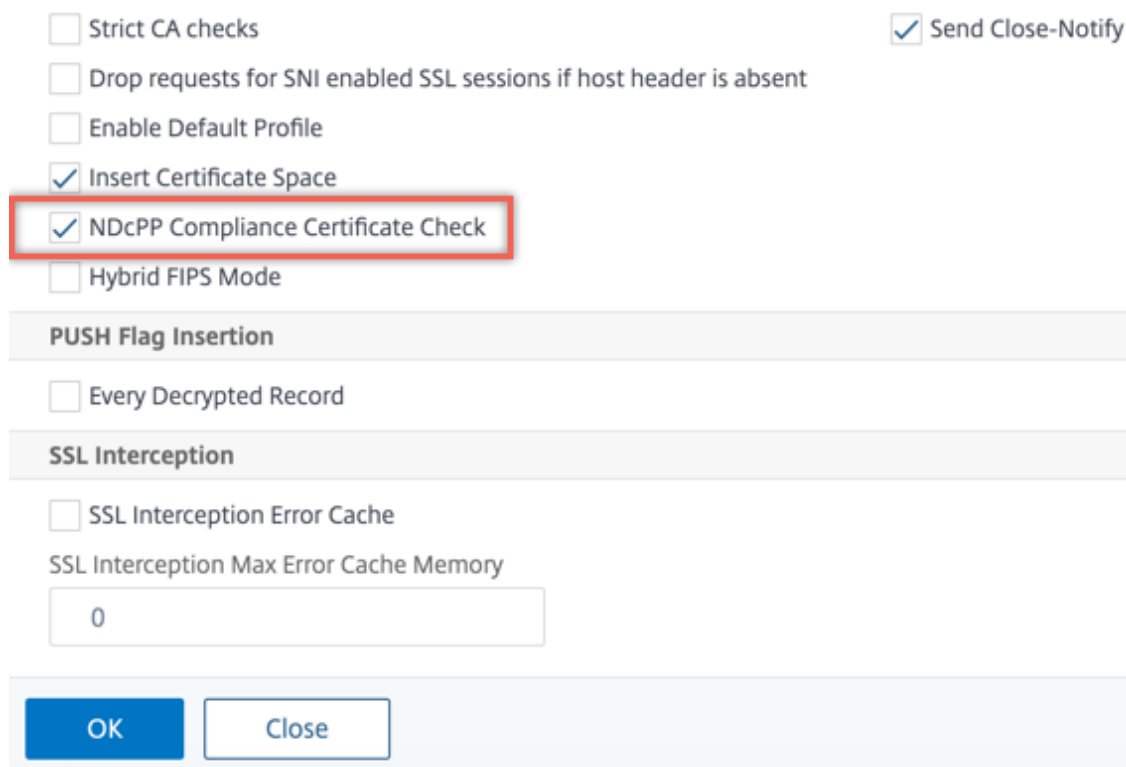 Strict CA checks
Send Close-Notify
Drop requests for SNI enabled SSL sessions if host header is absent
Enable Default Profile
Insert Certificate Space
NDcPP Compliance Certificate Check
Hybrid FIPS Mode
PUSH Flag Insertion
Every Decrypted Record
SSL Interception
SSL Interception Error Cache
SSL Interception Max Error Cache Memory
0
OK
Close